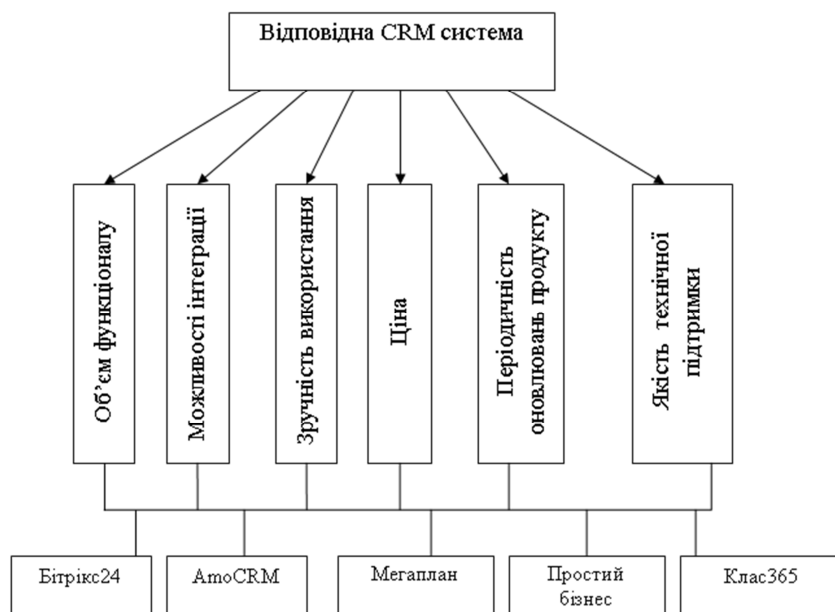 Відповідна CRM система
Об’єм функціоналу
Можливості інтеграції
Зручність використання
Ціна
Періодичність
оновлювань продукту
Якість технічної
підтримки
Бітрікс24
AmoCRM
Мегаплан
Простий
бізнес
Клас365